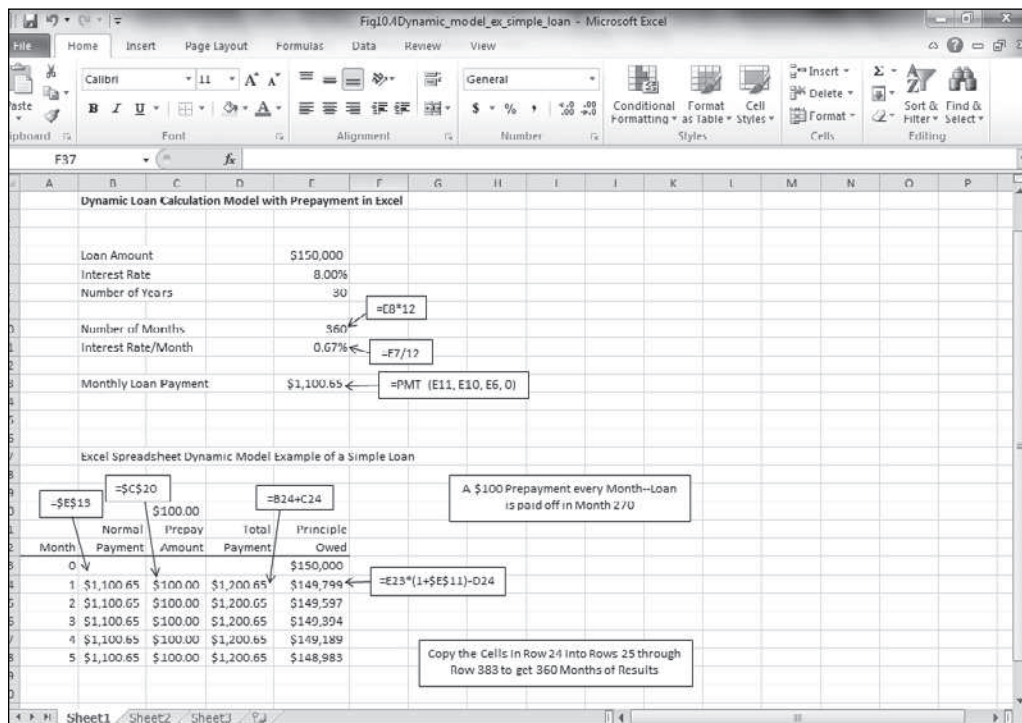 Fig10.4Dynamic_model_ex_simple_loan - Microsoft Excel
File Home Insert Page Layout Formulas Data Review View
Calibri 11 A A General Insert Σ
Paste B I U A $ % , .0 .00 Conditional Format Cell Delete Sort & Find &
Formatting as Table Styles Format Filter Select
Clipboard Font Alignment Number Styles Cells Editing
F37 fx
A B C D E F G H I J K L M N O P
Dynamic Loan Calculation Model with Prepayment in Excel
Loan Amount $150,000
Interest Rate 8.00%
Number of Years 30
=E8*12
Number of Months 360
Interest Rate/Month 0.67% =E7/12
Monthly Loan Payment $1,100.65 =PMT (E11, E10, E6, 0)
Excel Spreadsheet Dynamic Model Example of a Simple Loan
=$E$13 =$C$20 =B24+C24 A $100 Prepayment every Month--Loan
is paid off in Month 270
$100.00
Normal Prepay Total Principle
Month Payment Amount Payment Owed
0 $150,000
1 $1,100.65 $100.00 $1,200.65 $149,799 =E23*(1+$E$11)-D24
2 $1,100.65 $100.00 $1,200.65 $149,597
3 $1,100.65 $100.00 $1,200.65 $149,394
4 $1,100.65 $100.00 $1,200.65 $149,189
5 $1,100.65 $100.00 $1,200.65 $148,983
Copy the Cells in Row 24 Into Rows 25 through
Row 383 to get 360 Months of Results
Sheet1 Sheet2 Sheet3